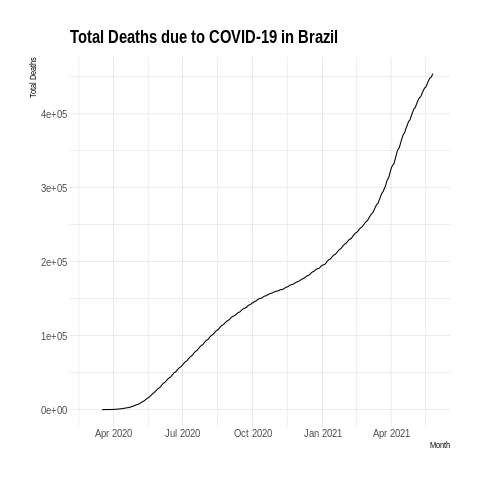 Total Deaths due to COVID-19 in Brazil
Total Deaths
4e+05
3e+05
2e+05
1e+05
0e+00
Apr 2020 Jul 2020 Oct 2020 Jan 2021 Apr 2021
Month